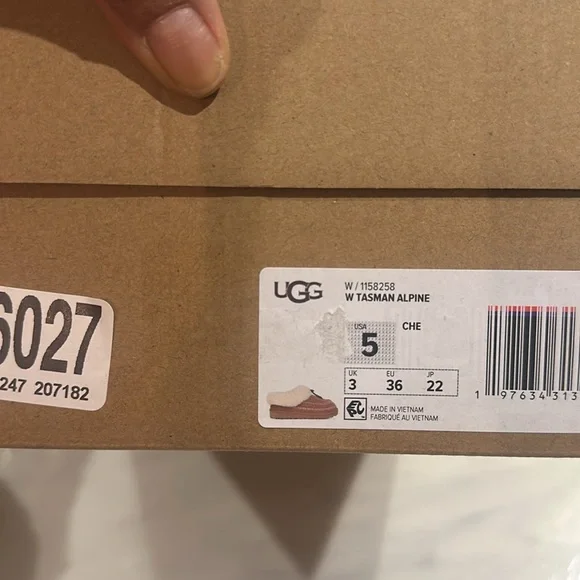 UGG
W / 1158258
W TASMAN ALPINE
USA
5
CHE
UK EU JP
3 36 22
MADE IN VIETNAM
FABRIQUÉ AU VIETNAM
1 97634 313
6027
247 207182